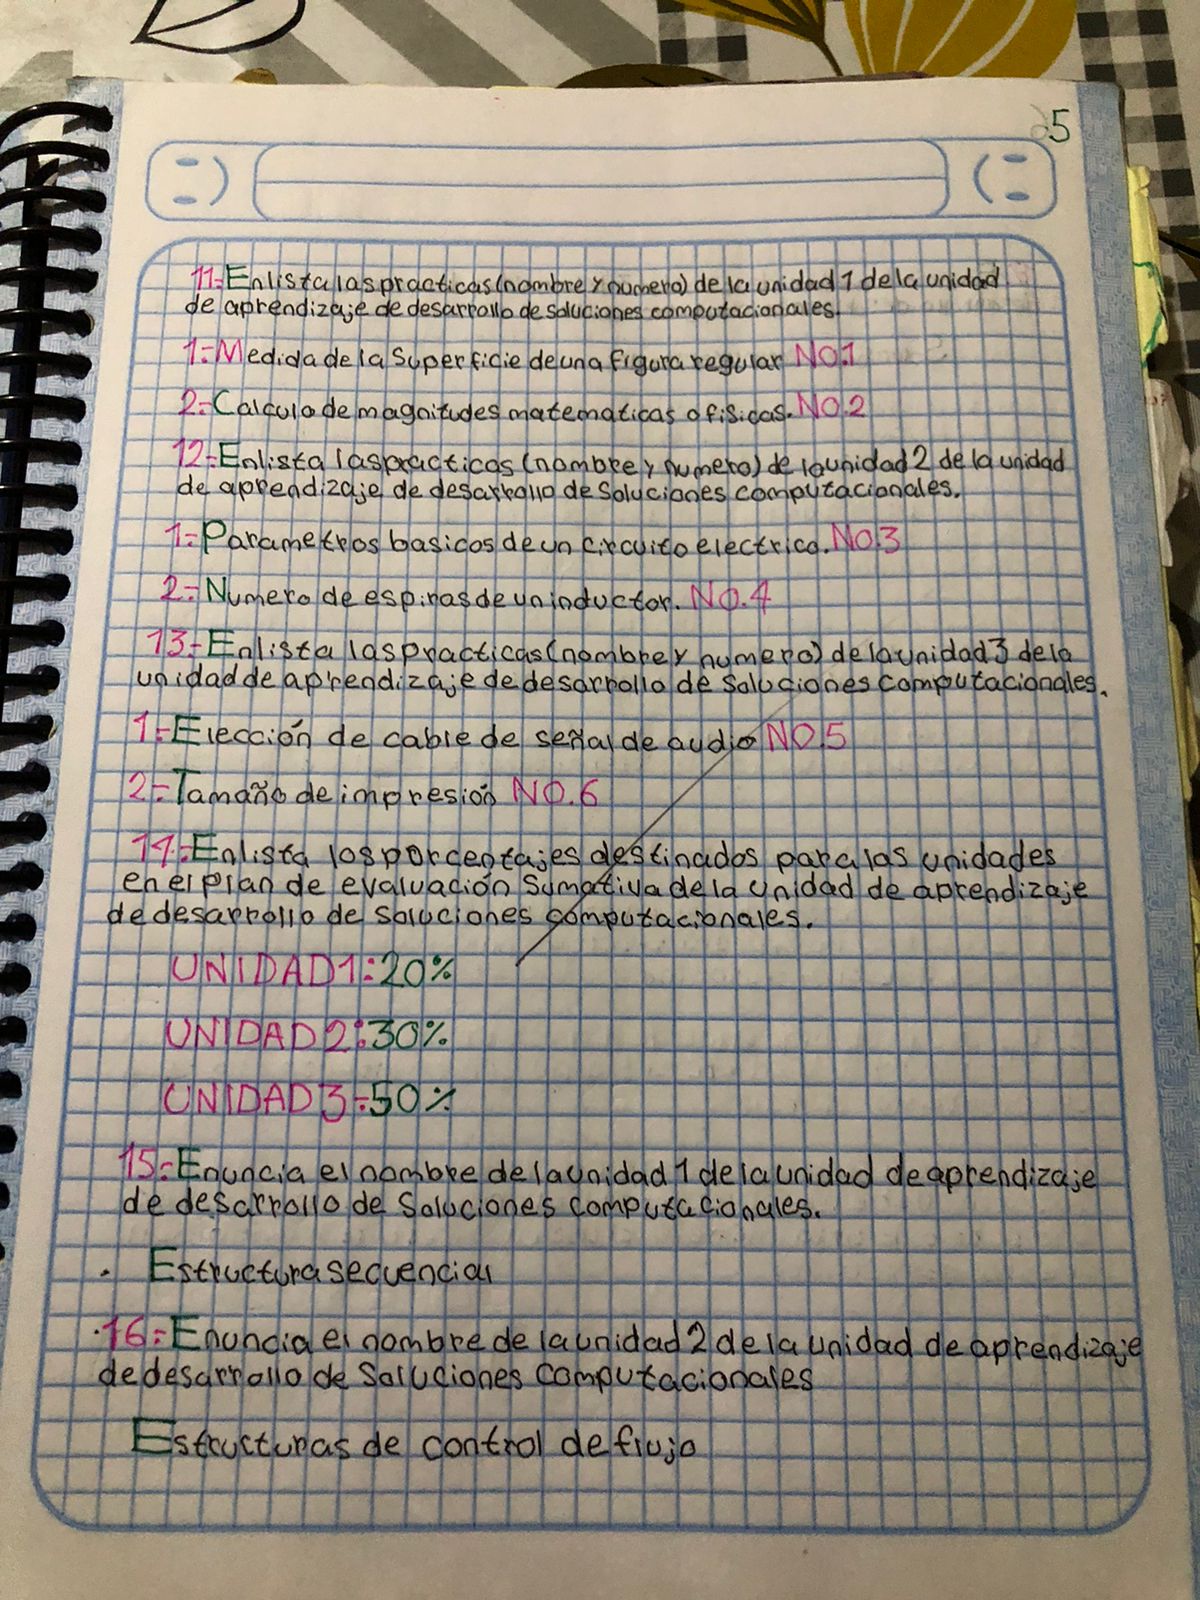 5
11.-Enlista las practicas (nombre y numero) de la unidad 1 de la unidad
de aprendizaje de desarrollo de soluciones computacionales.
1.-Medida de la Superficie de una figura regular NO.1
2.-Calculo de magnitudes matematicas o fisicas. NO.2
12.-Enlista las practicas (nombre y numero) de la unidad 2 de la unidad
de aprendizaje de desarrollo de Soluciones computacionales.
1.-Parametros basicos de un circuito electrico. NO.3
2.-Numero de espiras de un inductor. NO.4
13.-Enlista las practicas (nombre y numero) de la unidad 3 de la
unidad de aprendizaje de desarrollo de Soluciones computacionales.
1.-Elección de cable de señal de audio NO.5
2.-Tamaño de impresión NO.6
14.-Enlista los porcentajes destinados para las unidades
en el plan de evaluación Sumativa de la unidad de aprendizaje
de desarrollo de Soluciones computacionales.
UNIDAD 1:20%
UNIDAD 2:30%
UNIDAD 3:50%
15.-Enuncia el nombre de la unidad 1 de la unidad de aprendizaje
de desarrollo de Soluciones computacionales.
Estructura secuencial
16.-Enuncia el nombre de la unidad 2 de la unidad de aprendizaje
de desarrollo de Soluciones computacionales
Estructuras de control de flujo